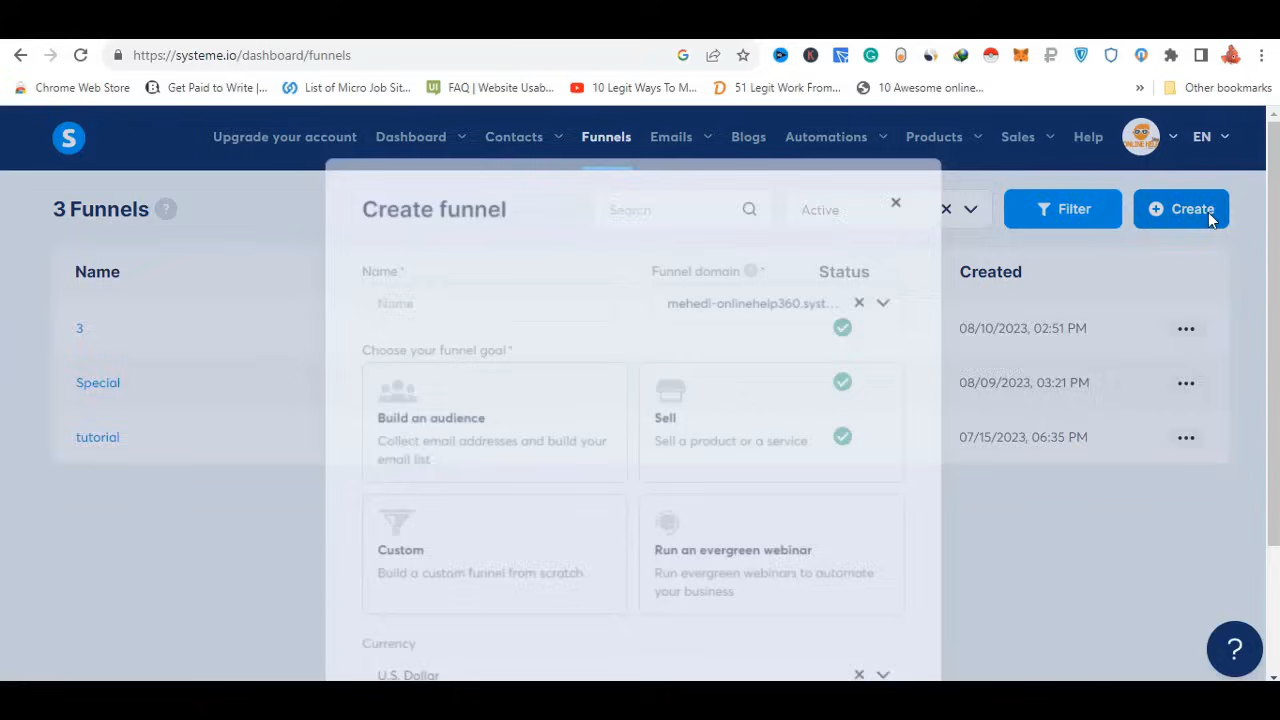 https://systeme.io/dashboard/funnels
Chrome Web Store
Get Paid to Write |...
List of Micro Job Sit...
FAQ | Website Usab...
10 Legit Ways To M...
51 Legit Work From...
10 Awesome online...
»
Other bookmarks
S
Upgrade your account
Dashboard
Contacts
Funnels
Emails
Blogs
Automations
Products
Sales
Help
EN
3 Funnels ?
Create funnel
Search
Active
Filter
Create
Name
Name *
Funnel domain ? *
Status
Created
Name
mehedi-onlinehelp360.syst...
3
08/10/2023, 02:51 PM
Choose your funnel goal *
Special
08/09/2023, 03:21 PM
Build an audience
Collect email addresses and build your
email list
Sell
Sell a product or a service
tutorial
07/15/2023, 06:35 PM
Custom
Build a custom funnel from scratch
Run an evergreen webinar
Run evergreen webinars to automate
your business
Currency
U.S. Dollar
?